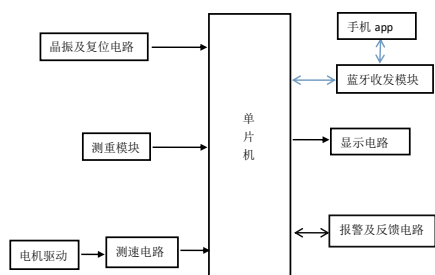 手机 app
晶振及复位电路
蓝牙收发模块
单
片
机
测重模块
显示电路
报警及反馈电路
电机驱动
测速电路